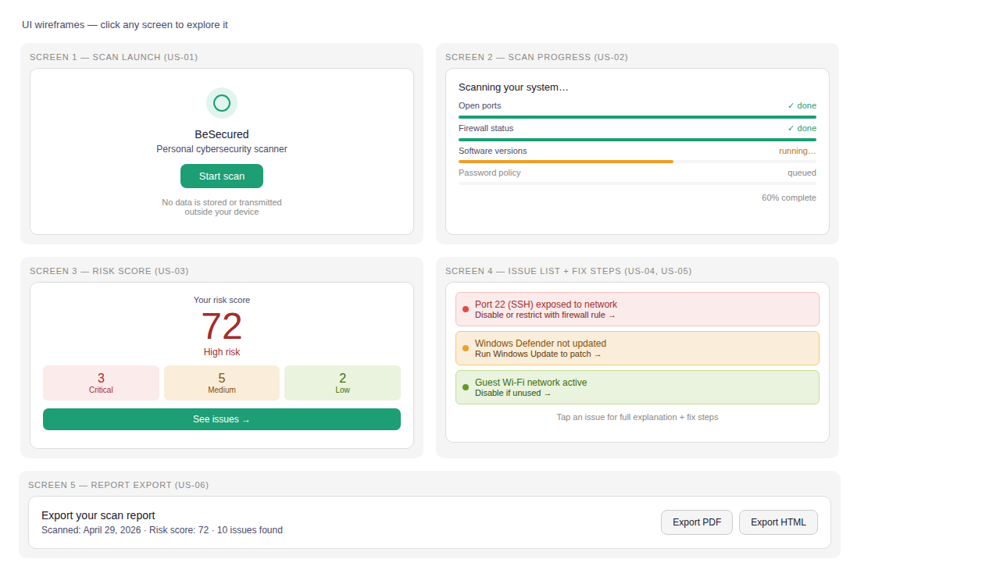 UI wireframes — click any screen to explore it
SCREEN 1 — SCAN LAUNCH (US-01)
BeSecured
Personal cybersecurity scanner
Start scan
No data is stored or transmitted
outside your device
SCREEN 2 — SCAN PROGRESS (US-02)
Scanning your system…
Open ports ✓ done
Firewall status ✓ done
Software versions running…
Password policy queued
60% complete
SCREEN 3 — RISK SCORE (US-03)
Your risk score
72
High risk
3 5 2
Critical Medium Low
See issues →
SCREEN 4 — ISSUE LIST + FIX STEPS (US-04, US-05)
Port 22 (SSH) exposed to network
Disable or restrict with firewall rule →
Windows Defender not updated
Run Windows Update to patch →
Guest Wi-Fi network active
Disable if unused →
Tap an issue for full explanation + fix steps
SCREEN 5 — REPORT EXPORT (US-06)
Export your scan report
Scanned: April 29, 2026 · Risk score: 72 · 10 issues found
Export PDF Export HTML